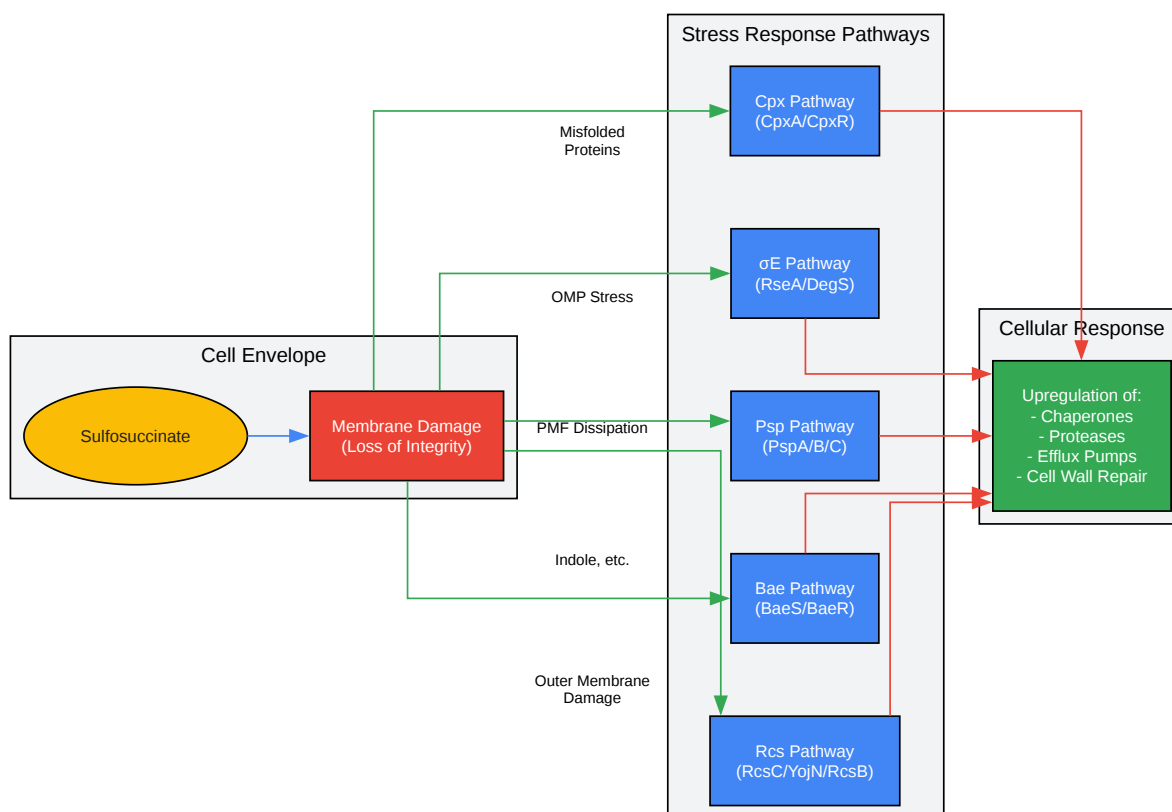 Stress Response Pathways
Cpx Pathway
(CpxA/CpxR)
Misfolded
Proteins
σE Pathway
(RseA/DegS)
OMP Stress
Cell Envelope
Cellular Response
Sulfosuccinate
Membrane Damage
(Loss of Integrity)
PMF Dissipation
Psp Pathway
(PspA/B/C)
Upregulation of:
- Chaperones
- Proteases
- Efflux Pumps
- Cell Wall Repair
Indole, etc.
Bae Pathway
(BaeS/BaeR)
Outer Membrane
Damage
Rcs Pathway
(RcsC/YojN/RcsB)